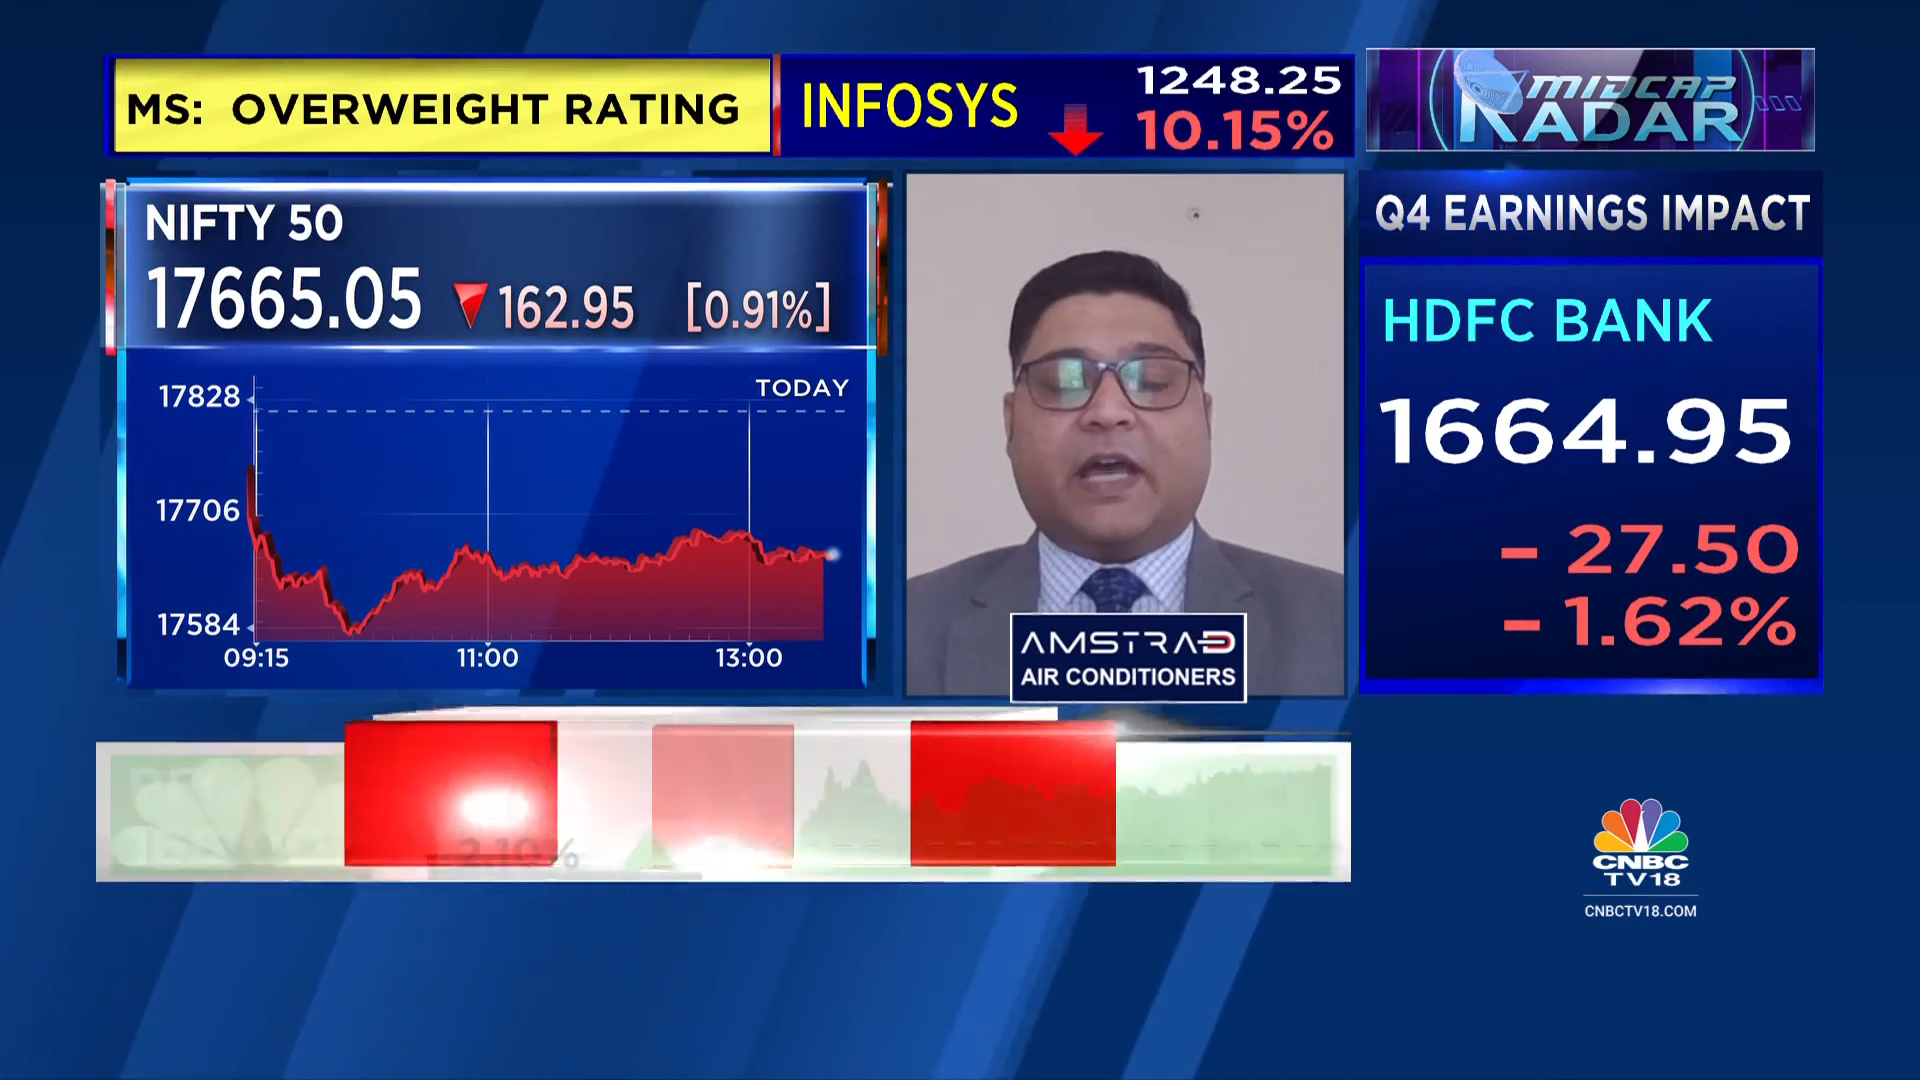 MS: OVERWEIGHT RATING
INFOSYS
1248.25
10.15%
MIDCAP
RADAR
NIFTY 50
17665.05 162.95 [0.91%]
TODAY
17828
17706
17584
09:15 11:00 13:00
AMSTRAD
AIR CONDITIONERS
Q4 EARNINGS IMPACT
HDFC BANK
1664.95
- 27.50
- 1.62%
2.10%
CNBC
TV18
CNBCTV18.COM